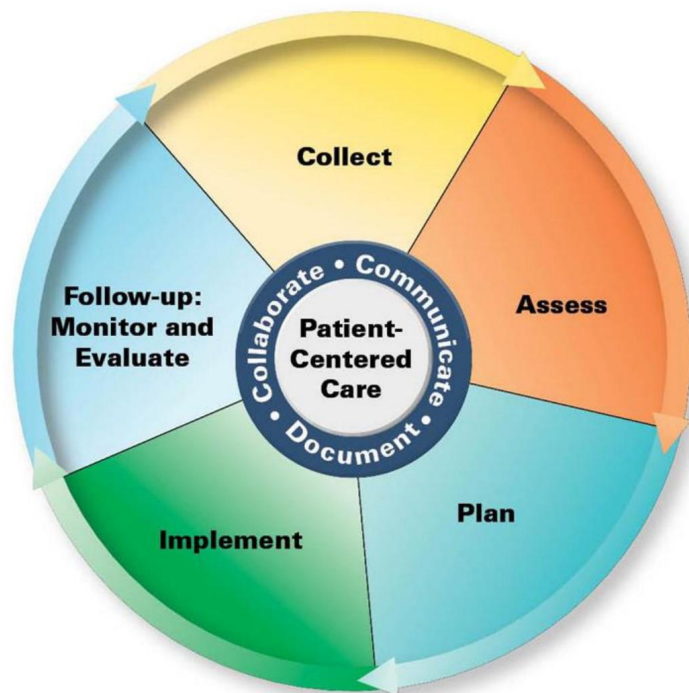 Collect
Assess
Plan
Implement
Follow-up:
Monitor and
Evaluate
Collaborate • Communicate • Document •
Patient-
Centered
Care